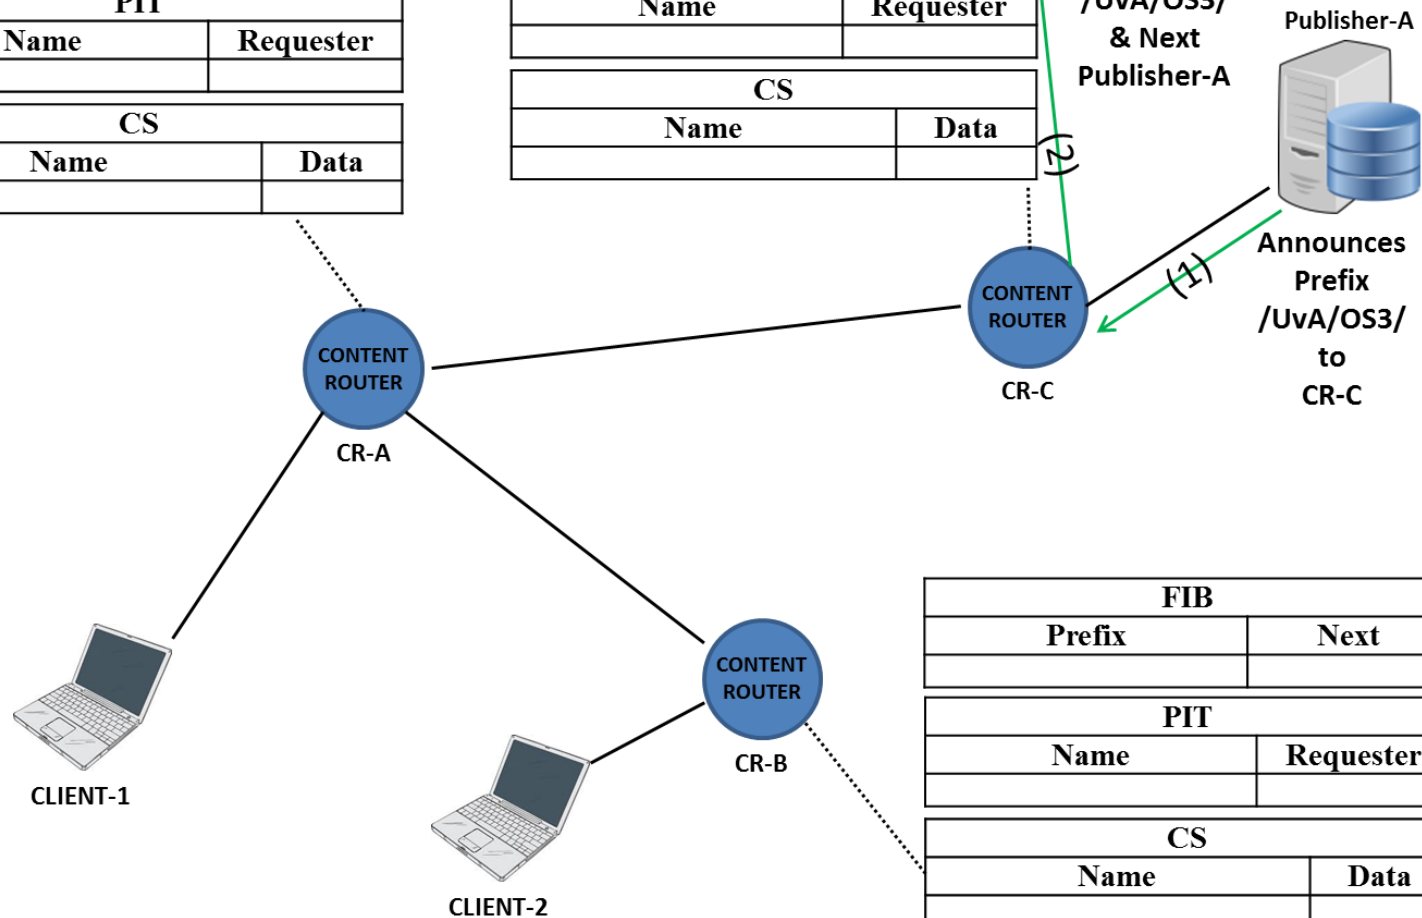 PIT
Name Requester
CS
Name Data
Name Requester
CS
Name Data
/UvA/OS3/
& Next
Publisher-A
Publisher-A
(2)
(1)
Announces
Prefix
/UvA/OS3/
to
CR-C
CONTENT
ROUTER
CR-C
CONTENT
ROUTER
CR-A
CONTENT
ROUTER
CR-B
CLIENT-1
CLIENT-2
FIB
Prefix Next
PIT
Name Requester
CS
Name Data